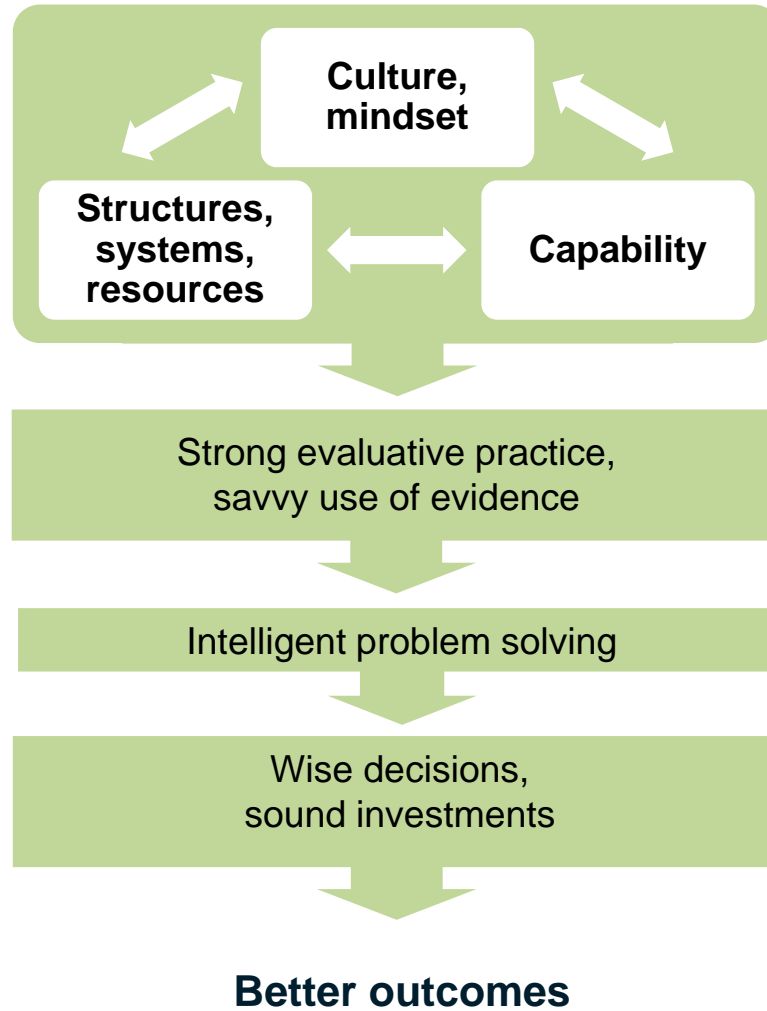 Culture,
mindset
Structures,
systems,
resources
Capability
Strong evaluative practice,
savvy use of evidence
Intelligent problem solving
Wise decisions,
sound investments
Better outcomes